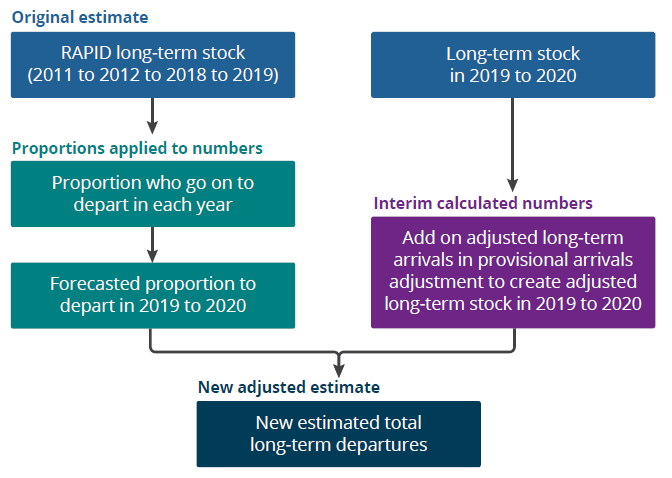 Original estimate
RAPID long-term stock
(2011 to 2012 to 2018 to 2019)
Long-term stock
in 2019 to 2020
Proportions applied to numbers
Proportion who go on to
depart in each year
Interim calculated numbers
Add on adjusted long-term
arrivals in provisional arrivals
adjustment to create adjusted
long-term stock in 2019 to 2020
Forecasted proportion to
depart in 2019 to 2020
New adjusted estimate
New estimated total
long-term departures